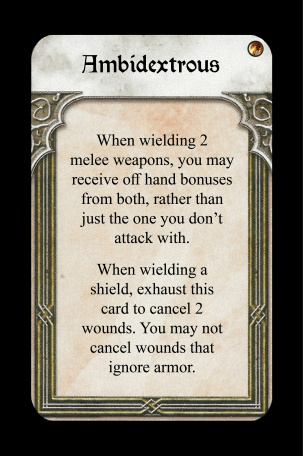 Ambidextrous
When wielding 2
melee weapons, you may
receive off hand bonuses
from both, rather than
just the one you don't
attack with.
When wielding a
shield, exhaust this
card to cancel 2
wounds. You may not
cancel wounds that
ignore armor.